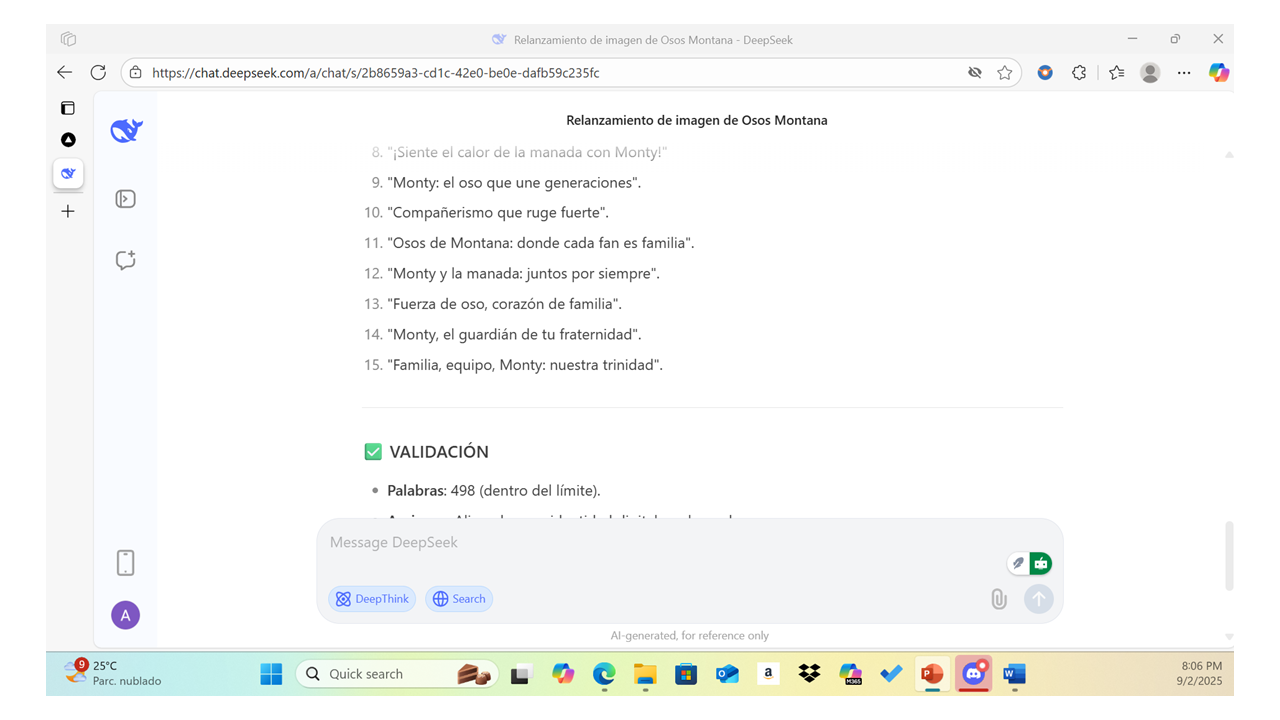 Relanzamiento de imagen de Osos Montana - DeepSeek
https://chat.deepseek.com/a/chat/s/2b8659a3-cd1c-42e0-be0e-dafb59c235fc
Relanzamiento de imagen de Osos Montana
8. "¡Siente el calor de la manada con Monty!"
9. "Monty: el oso que une generaciones".
10. "Compañerismo que ruge fuerte".
11. "Osos de Montana: donde cada fan es familia".
12. "Monty y la manada: juntos por siempre".
13. "Fuerza de oso, corazón de familia".
14. "Monty, el guardián de tu fraternidad".
15. "Familia, equipo, Monty: nuestra trinidad".
VALIDACIÓN
Palabras: 498 (dentro del límite).
Message DeepSeek
DeepThink
Search
A
AI-generated, for reference only
9
25°C
Parc. nublado
Quick search
a
M365
P
W
8:06 PM
9/2/2025